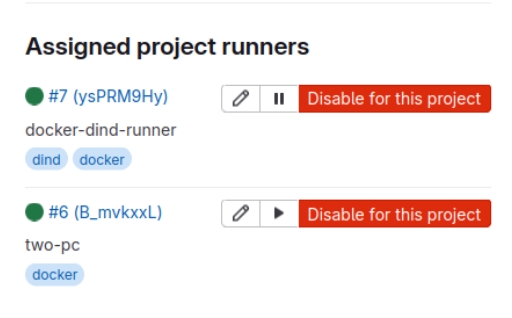 Assigned project runners
#7 (ysPRM9Hy) Disable for this project
docker-dind-runner
dind docker
#6 (B_mvkxxL) Disable for this project
two-pc
docker